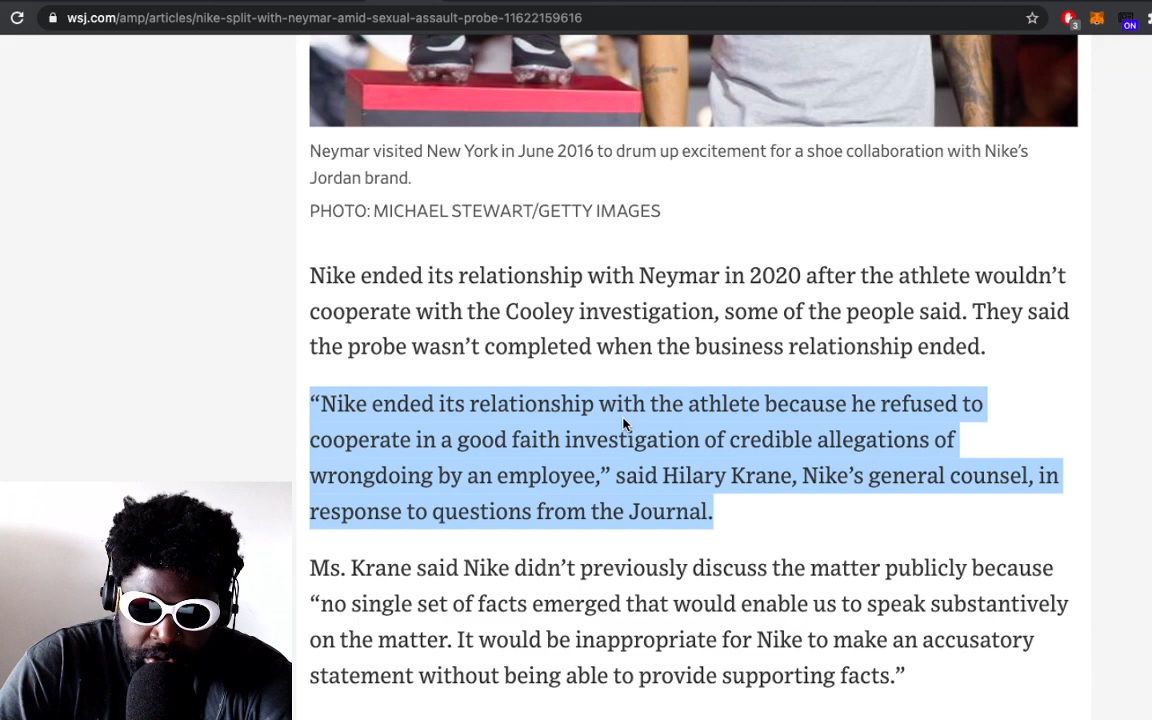 wsj.com/amp/articles/nike-split-with-neymar-amid-sexual-assault-probe-11622159616
3
ON
Neymar visited New York in June 2016 to drum up excitement for a shoe collaboration with Nike’s
Jordan brand.
PHOTO: MICHAEL STEWART/GETTY IMAGES
Nike ended its relationship with Neymar in 2020 after the athlete wouldn’t
cooperate with the Cooley investigation, some of the people said. They said
the probe wasn’t completed when the business relationship ended.
“Nike ended its relationship with the athlete because he refused to
cooperate in a good faith investigation of credible allegations of
wrongdoing by an employee,” said Hilary Krane, Nike’s general counsel, in
response to questions from the Journal.
Ms. Krane said Nike didn’t previously discuss the matter publicly because
“no single set of facts emerged that would enable us to speak substantively
on the matter. It would be inappropriate for Nike to make an accusatory
statement without being able to provide supporting facts.”